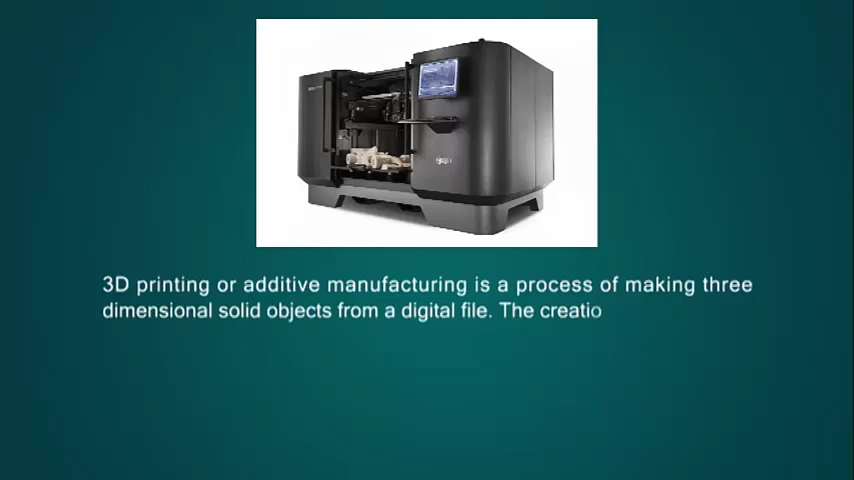 3D printing or additive manufacturing is a process of making three
dimensional solid objects from a digital file. The creatio